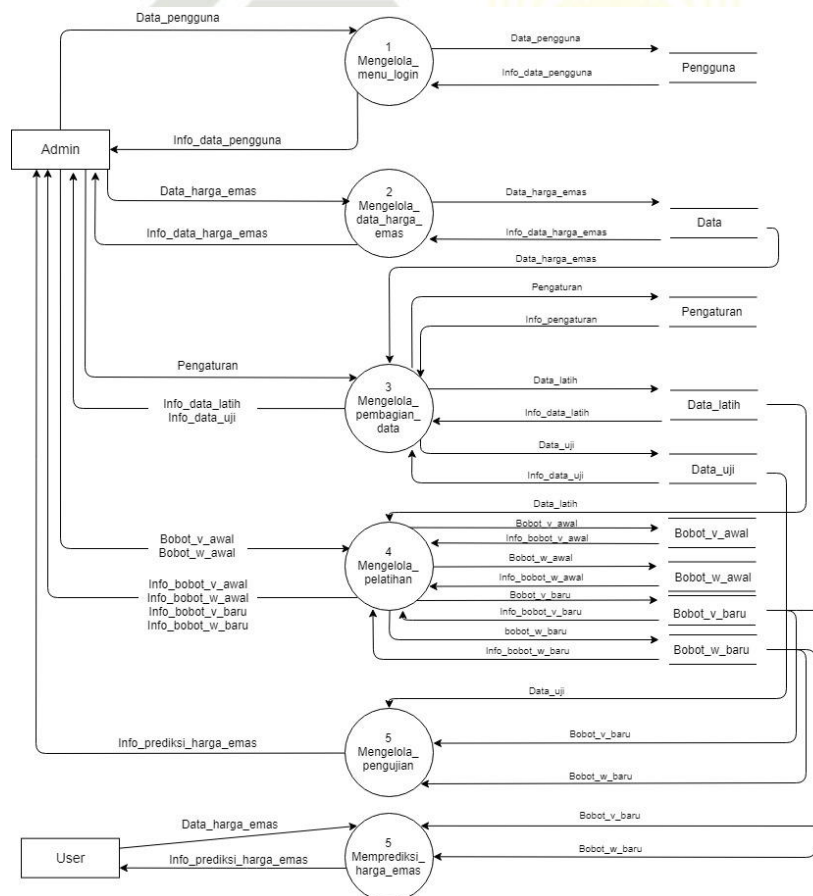 Data_pengguna
1
Mengelola_
menu_login
Data_pengguna
Info_data_pengguna
Pengguna
Info_data_pengguna
Admin
Data_harga_emas
Info_data_harga_emas
2
Mengelola_
data_harga_
emas
Data_harga_emas
Info_data_harga_emas
Data
Data_harga_emas
Pengaturan
Info_pengaturan
Pengaturan
Pengaturan
Info_data_latih
Info_data_uji
3
Mengelola_
pembagian_
data
Data_latih
Info_data_latih
Data_latih
Data_uji
Info_data_uji
Data_uji
Data_latih
Bobot_v_awal
Bobot_w_awal
Info_bobot_v_awal
Info_bobot_w_awal
Info_bobot_v_baru
Info_bobot_w_baru
4
Mengelola_
pelatihan
Bobot_v_awal
Info_bobot_v_awal
Bobot_v_awal
Bobot_w_awal
Info_bobot_w_awal
Bobot_w_awal
Bobot_v_baru
Info_bobot_v_baru
Bobot_v_baru
bobot_w_baru
Info_bobot_w_baru
Bobot_w_baru
Data_uji
Info_prediksi_harga_emas
5
Mengelola_
pengujian
Bobot_v_baru
Bobot_w_baru
User
Data_harga_emas
Info_prediksi_harga_emas
5
Memprediksi_
harga_emas
Bobot_v_baru
Bobot_w_baru